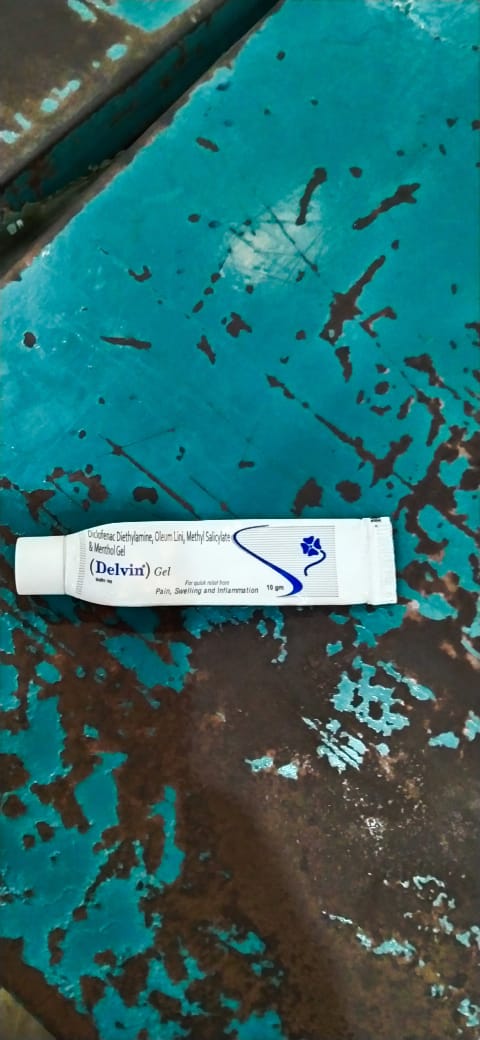 Diclofenac Diethylamine, Oleum Lini, Methyl Salicylate
& Menthol Gel
(Delvin®) Gel
For quick relief from
Pain, Swelling and Inflammation
10 gm